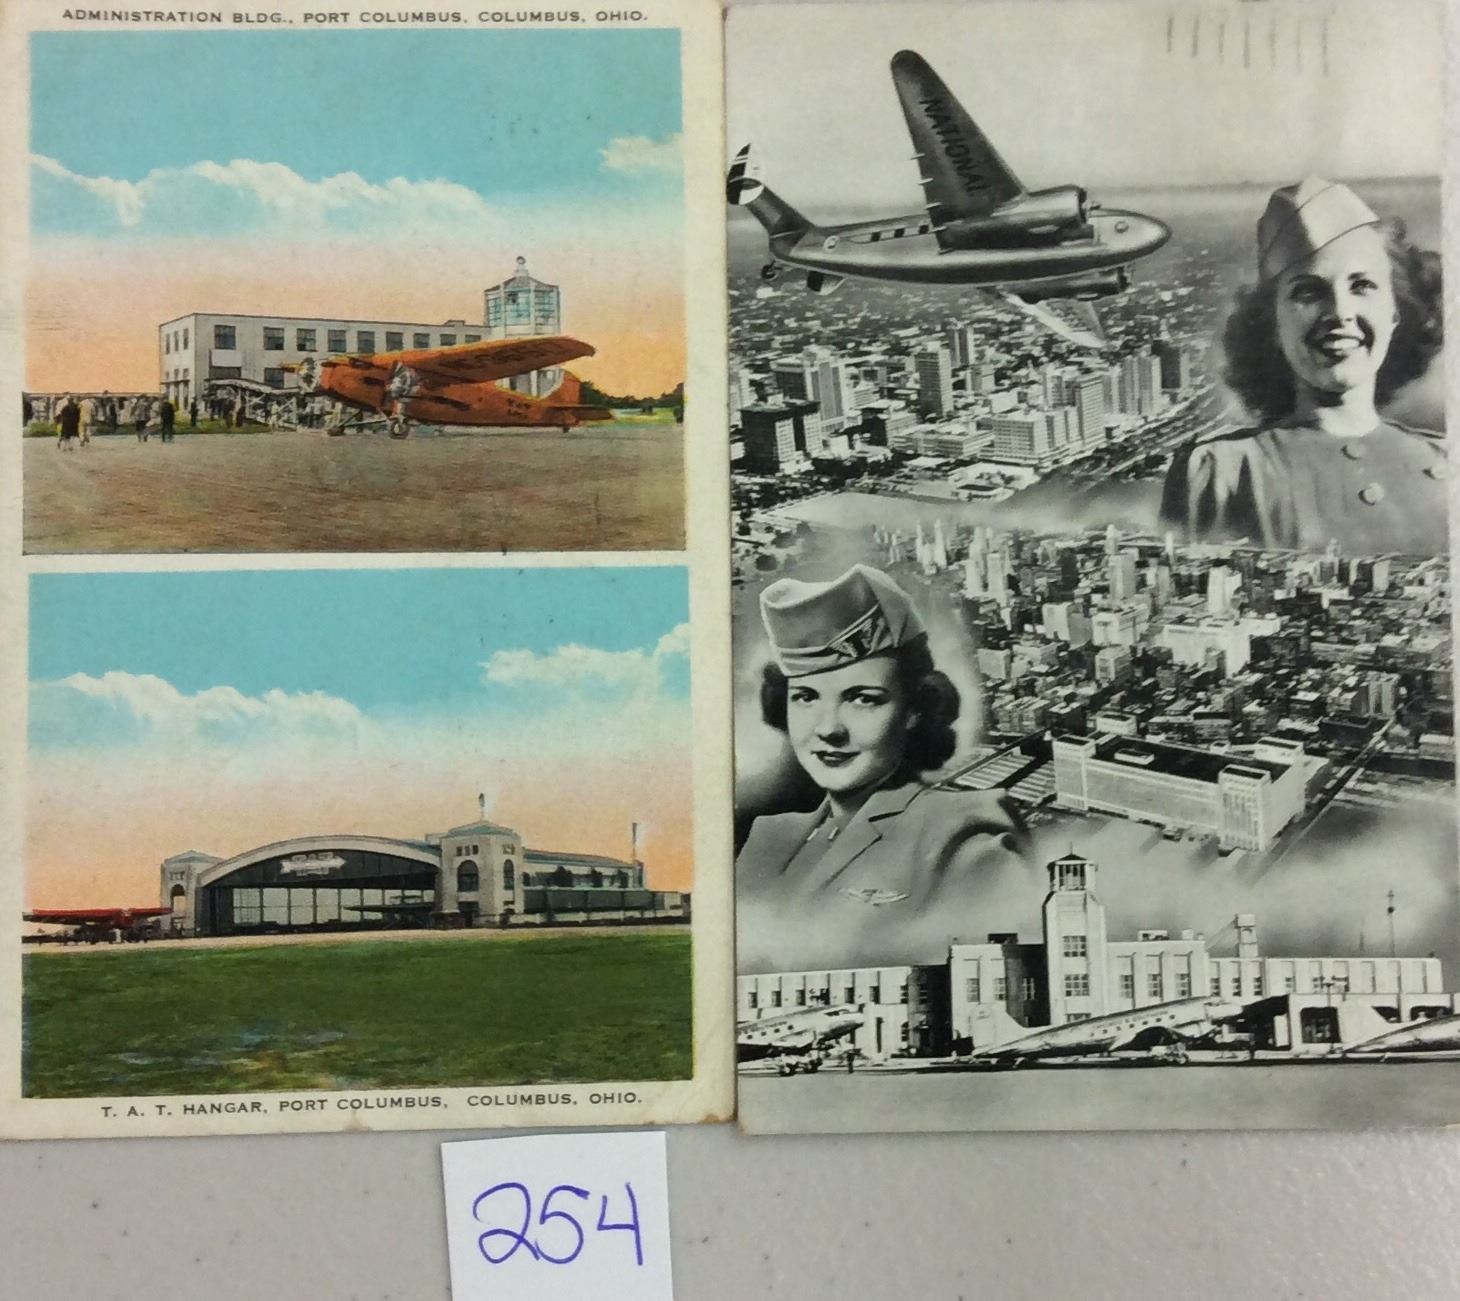 ADMINISTRATION BLDG., PORT COLUMBUS, COLUMBUS, OHIO.
NATIONAL
T. A. T. HANGAR, PORT COLUMBUS, COLUMBUS, OHIO.
254